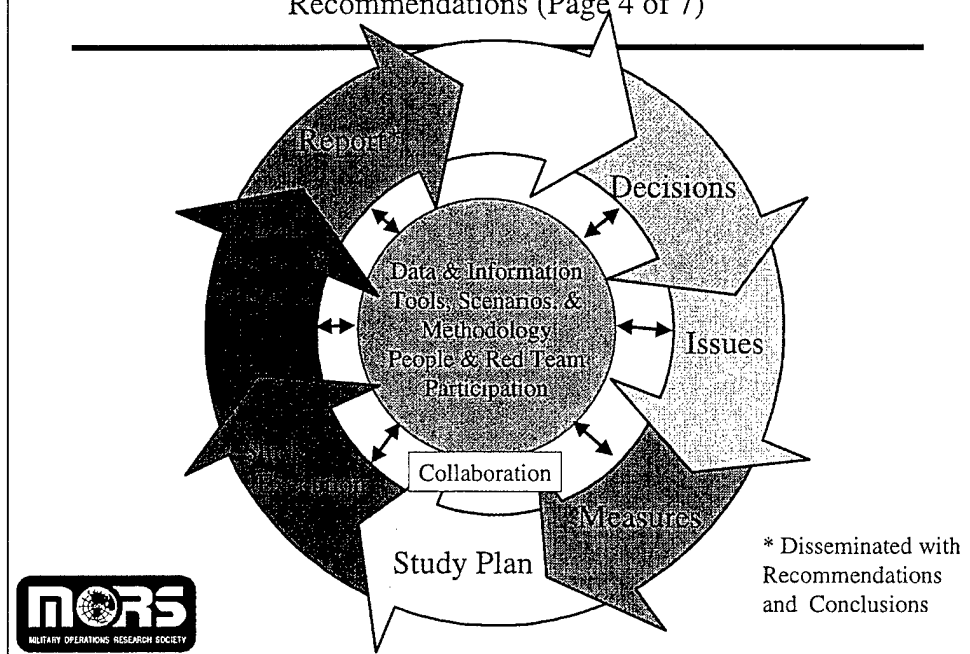 Recommendations (Page 4 of 7)
Report*
Decisions
Data & Information
Tools, Scenarios, &
Methodology
People & Red Team
Participation
Issues
Collaboration
Measures
Study Plan
* Disseminated with
Recommendations
and Conclusions
MORS
MILITARY OPERATIONS RESEARCH SOCIETY